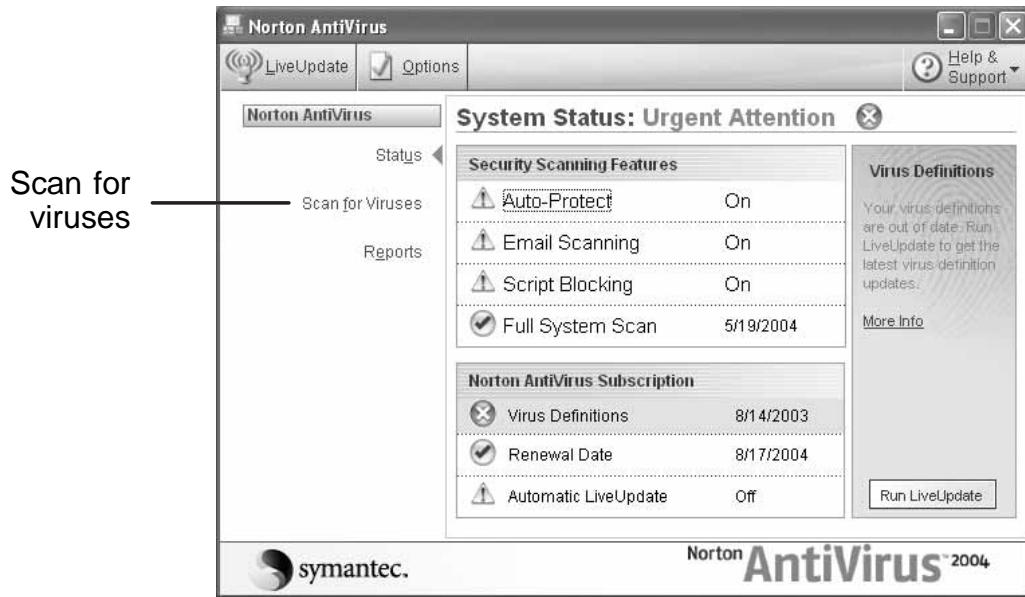 Norton AntiVirus
LiveUpdate
Options
Help &
Support
Scan for
viruses
Norton AntiVirus
Status
Scan for Viruses
Reports
System Status: Urgent Attention
Security Scanning Features
Auto-Protect On
Email Scanning On
Script Blocking On
Full System Scan 5/19/2004
Norton AntiVirus Subscription
Virus Definitions 8/14/2003
Renewal Date 8/17/2004
Automatic LiveUpdate Off
Virus Definitions
Your virus definitions
are out of date. Run
LiveUpdate to get the
latest virus definition
updates.
More Info
Run LiveUpdate
symantec.
Norton AntiVirus™ 2004